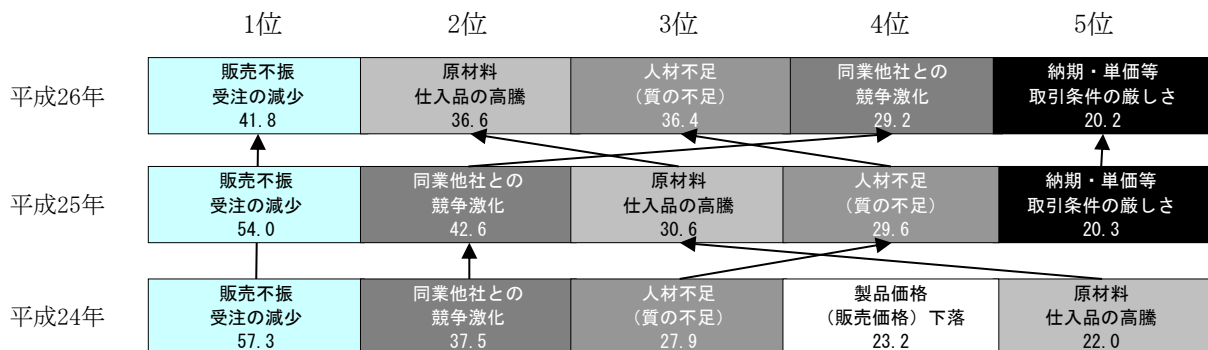 1位 2位 3位 4位 5位
平成26年
販売不振
受注の減少
41.8
原材料
仕入品の高騰
36.6
人材不足
（質の不足）
36.4
同業他社との
競争激化
29.2
納期・単価等
取引条件の厳しさ
20.2
平成25年
販売不振
受注の減少
54.0
同業他社との
競争激化
42.6
原材料
仕入品の高騰
30.6
人材不足
（質の不足）
29.6
納期・単価等
取引条件の厳しさ
20.3
平成24年
販売不振
受注の減少
57.3
同業他社との
競争激化
37.5
人材不足
（質の不足）
27.9
製品価格
（販売価格）下落
23.2
原材料
仕入品の高騰
22.0